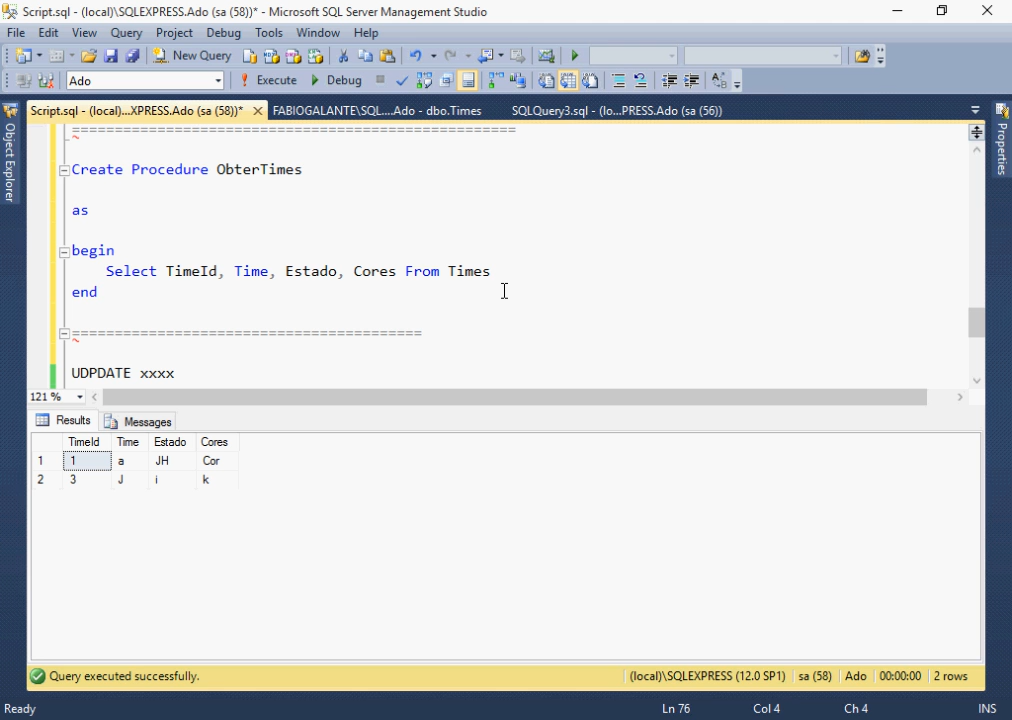 Script.sql - (local)\SQLEXPRESS.Ado (sa (58))* - Microsoft SQL Server Management Studio
File Edit View Query Project Debug Tools Window Help
New Query
Ado Execute Debug
Script.sql - (local)...XPRESS.Ado (sa (58))* FABIOGALANTE\SQL....Ado - dbo.Times SQLQuery3.sql - (lo...PRESS.Ado (sa (56))
Object Explorer
Properties
====================================================
Create Procedure ObterTimes
as
begin
Select TimeId, Time, Estado, Cores From Times
end
=========================================
UDPDATE xxxx
121 %
Results Messages
TimeId Time Estado Cores
1 1 a JH Cor
2 3 J i k
Query executed successfully. (local)\SQLEXPRESS (12.0 SP1) sa (58) Ado 00:00:00 2 rows
Ready Ln 76 Col 4 Ch 4 INS